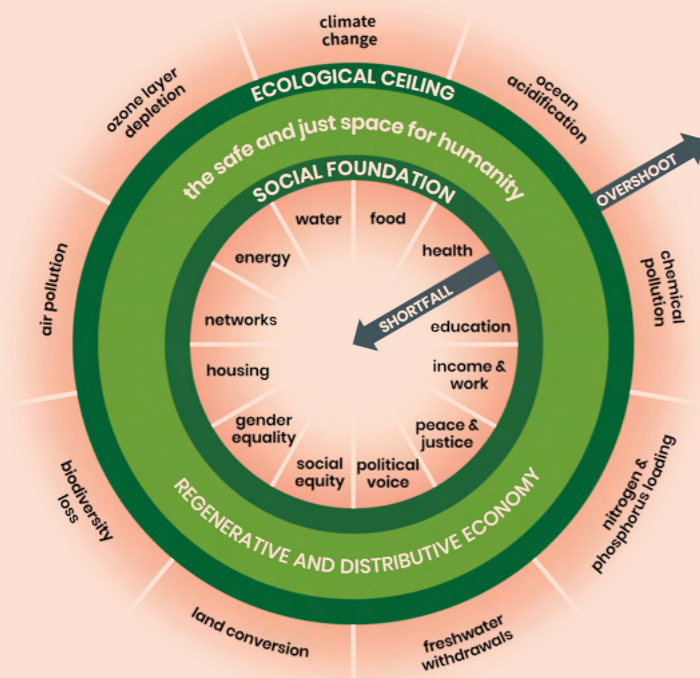 climate
change
ozone layer
depletion
ocean
acidification
ECOLOGICAL CEILING
the safe and just space for humanity
OVERSHOOT
SOCIAL FOUNDATION
water
food
energy
health
air pollution
chemical
pollution
SHORTFALL
networks
education
housing
income &
work
gender
equality
peace &
justice
social
equity
political
voice
biodiversity
loss
nitrogen &
phosphorus loading
REGENERATIVE AND DISTRIBUTIVE ECONOMY
land conversion
freshwater
withdrawals